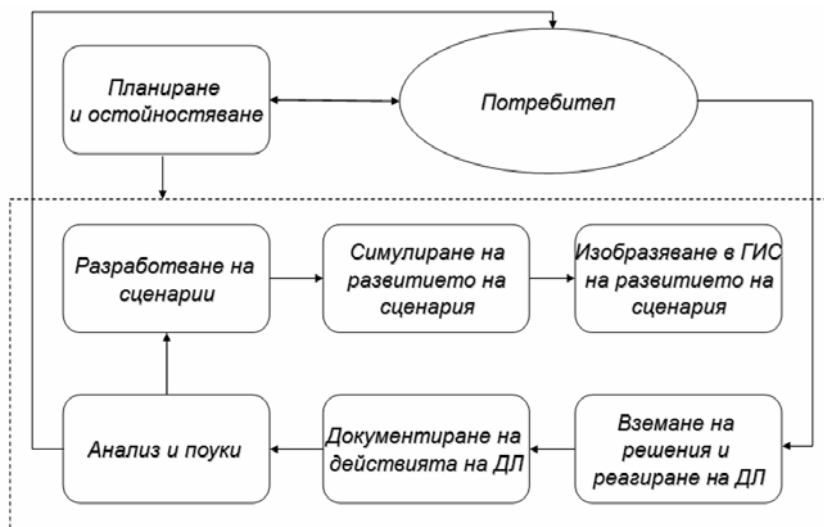 Планиране
и остойностяване
Потребител
Разработване на
сценарии
Симулиране на
развитието на
сценария
Изобразяване в ГИС
на развитието на
сценария
Анализ и поуки
Документиране на
действията на ДЛ
Вземане на
решения и
реагиране на ДЛ